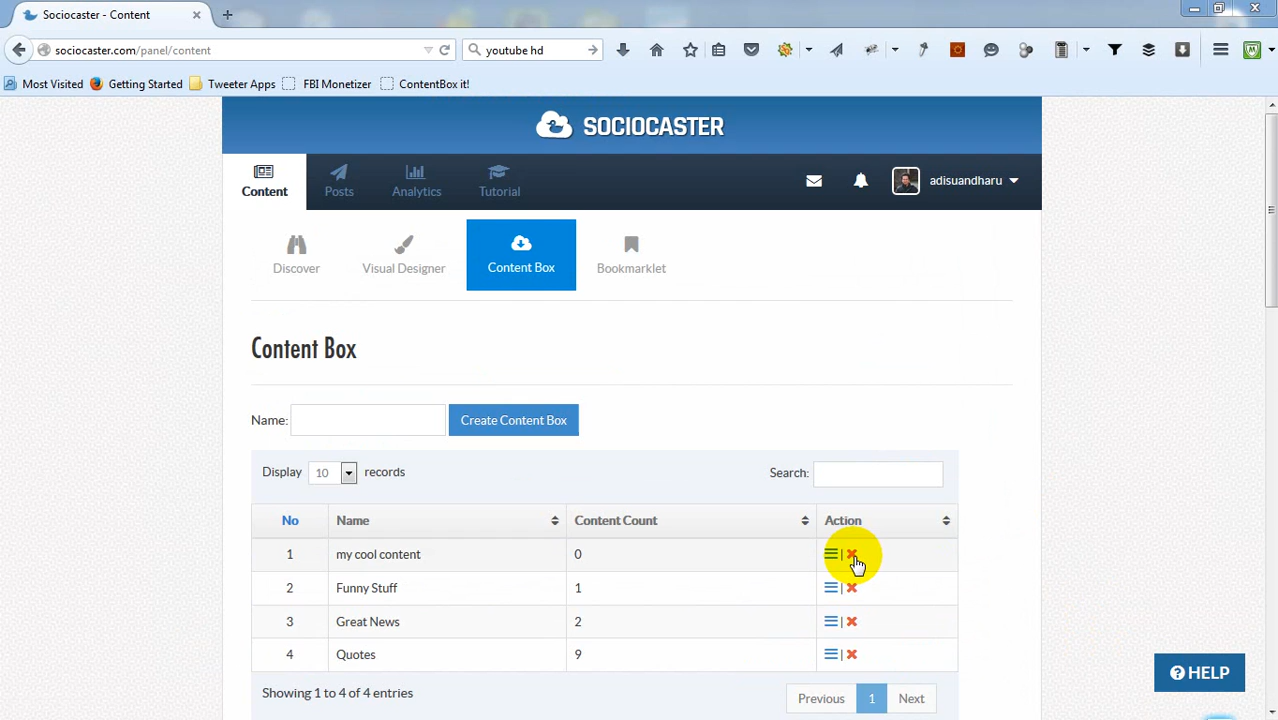 Sociocaster - Content
sociocaster.com/panel/content
youtube hd
Most Visited Getting Started Tweeter Apps FBI Monetizer ContentBox it!
SOCIOCASTER
Content Posts Analytics Tutorial adisuandharu
Discover Visual Designer Content Box Bookmarklet
Content Box
Name: Create Content Box
Display 10 records Search:
No Name Content Count Action
1 my cool content 0 |
2 Funny Stuff 1 |
3 Great News 2 |
4 Quotes 9 |
Showing 1 to 4 of 4 entries Previous 1 Next
? HELP